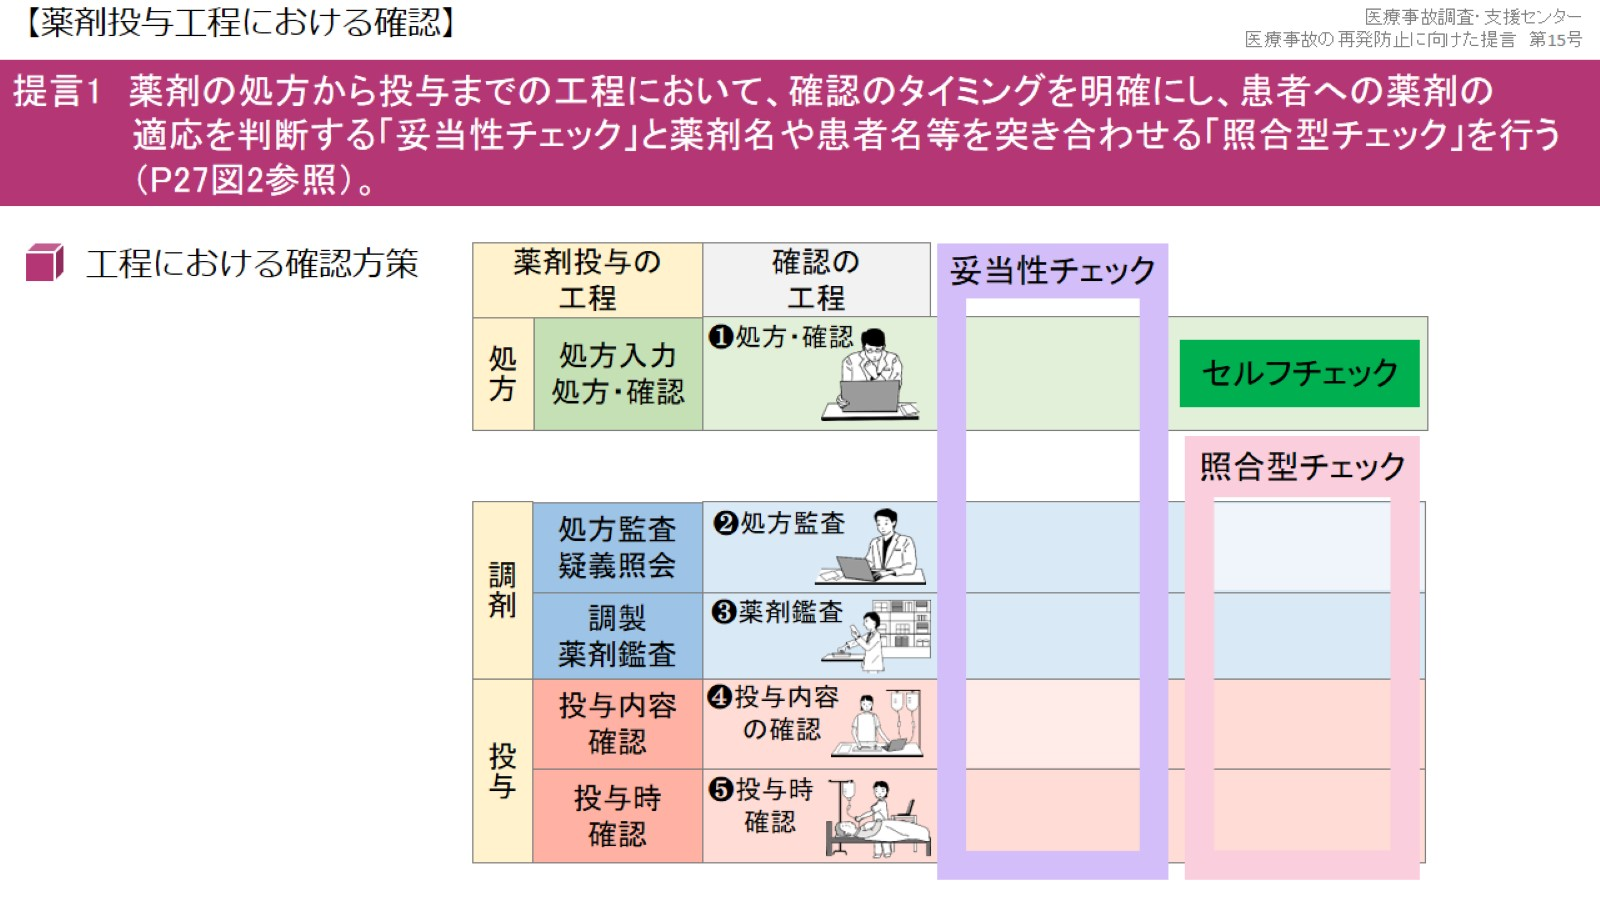 【薬剤投与工程における確認】
医療事故調査・支援センター
医療事故の再発防止に向けた提言 第15号
提言1 薬剤の処方から投与までの工程において、確認のタイミングを明確にし、患者への薬剤の
適応を判断する「妥当性チェック」と薬剤名や患者名等を突き合わせる「照合型チェック」を行う
(P27図2参照)。
工程における確認方策
薬剤投与の
工程
確認の
工程
妥当性チェック
処方
処方入力
処方・確認
❶処方・確認
セルフチェック
照合型チェック
調剤
処方監査
疑義照会
❷処方監査
調製
薬剤鑑査
❸薬剤鑑査
投与
投与内容
確認
❹投与内容
の確認
投与時
確認
❺投与時
確認